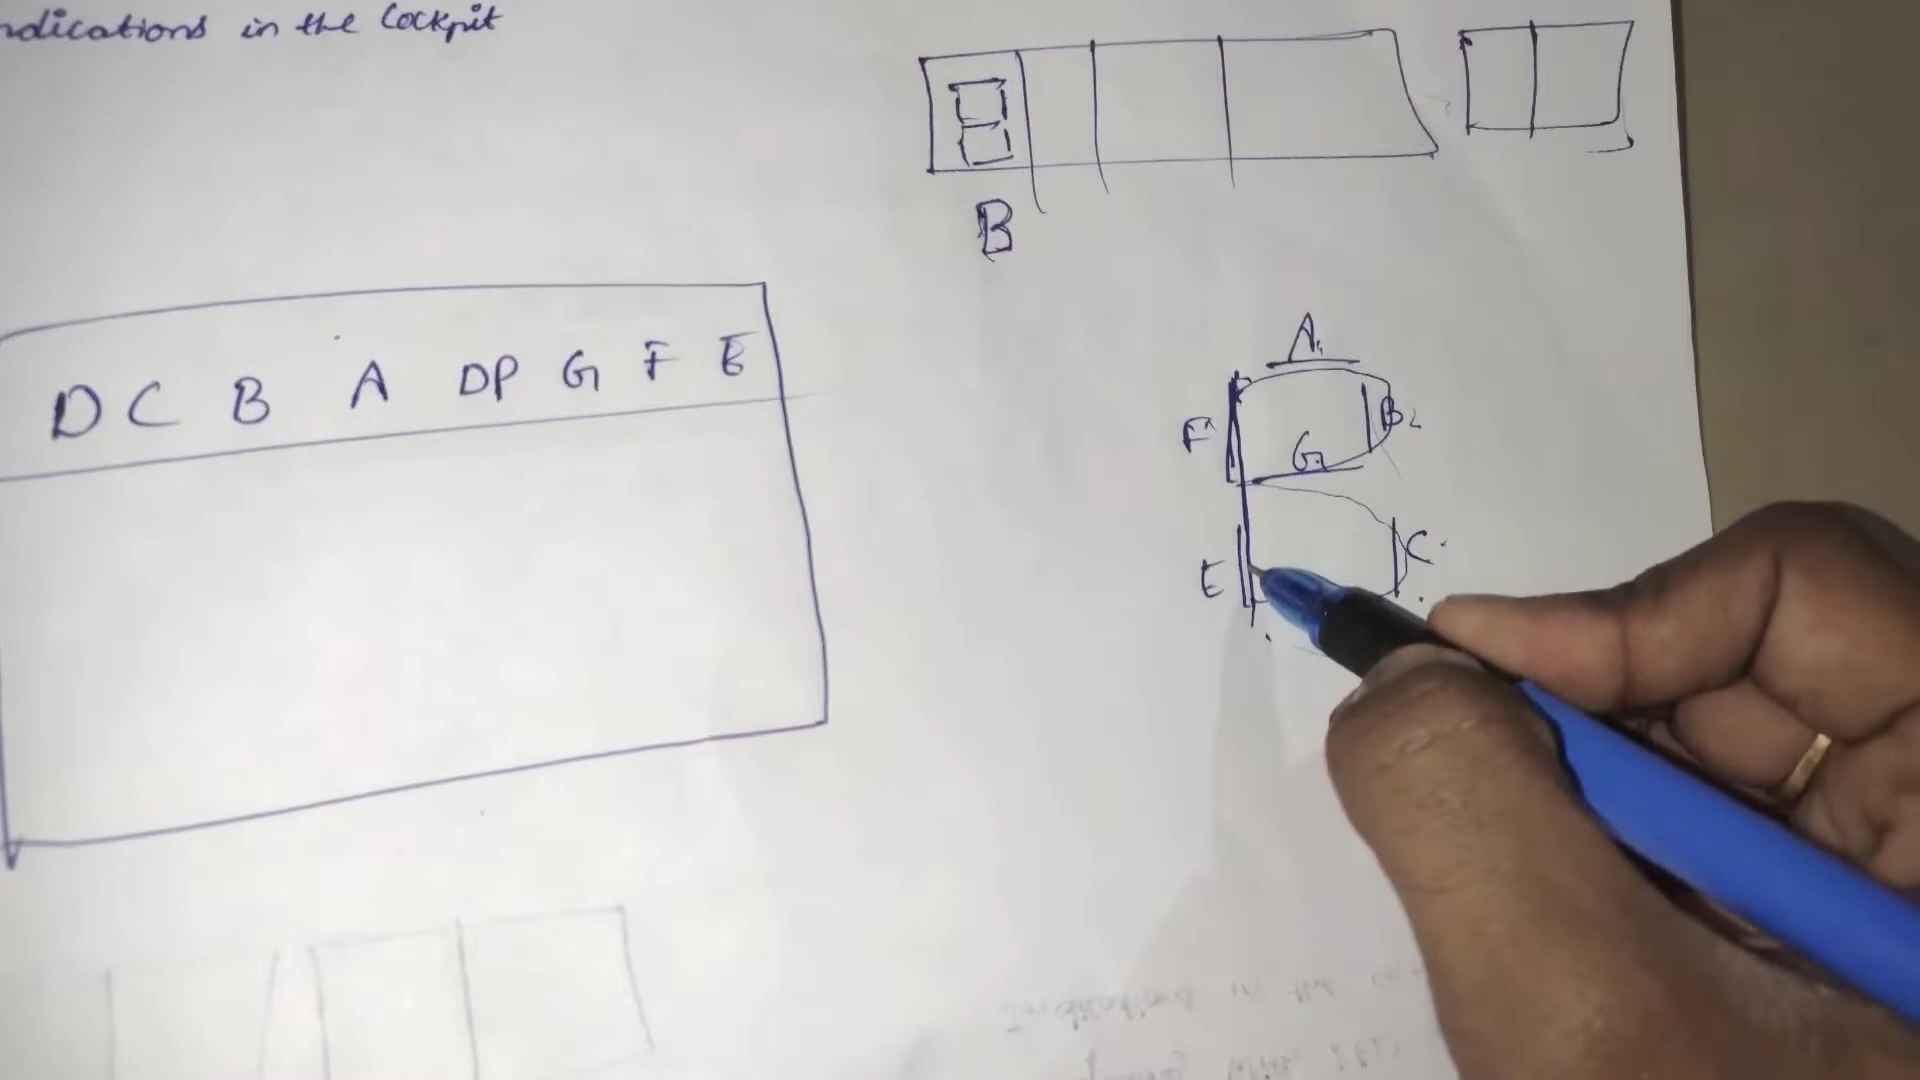 ndications in the Cockpit
B
D C B A DP G F E
A
F B
G
E C